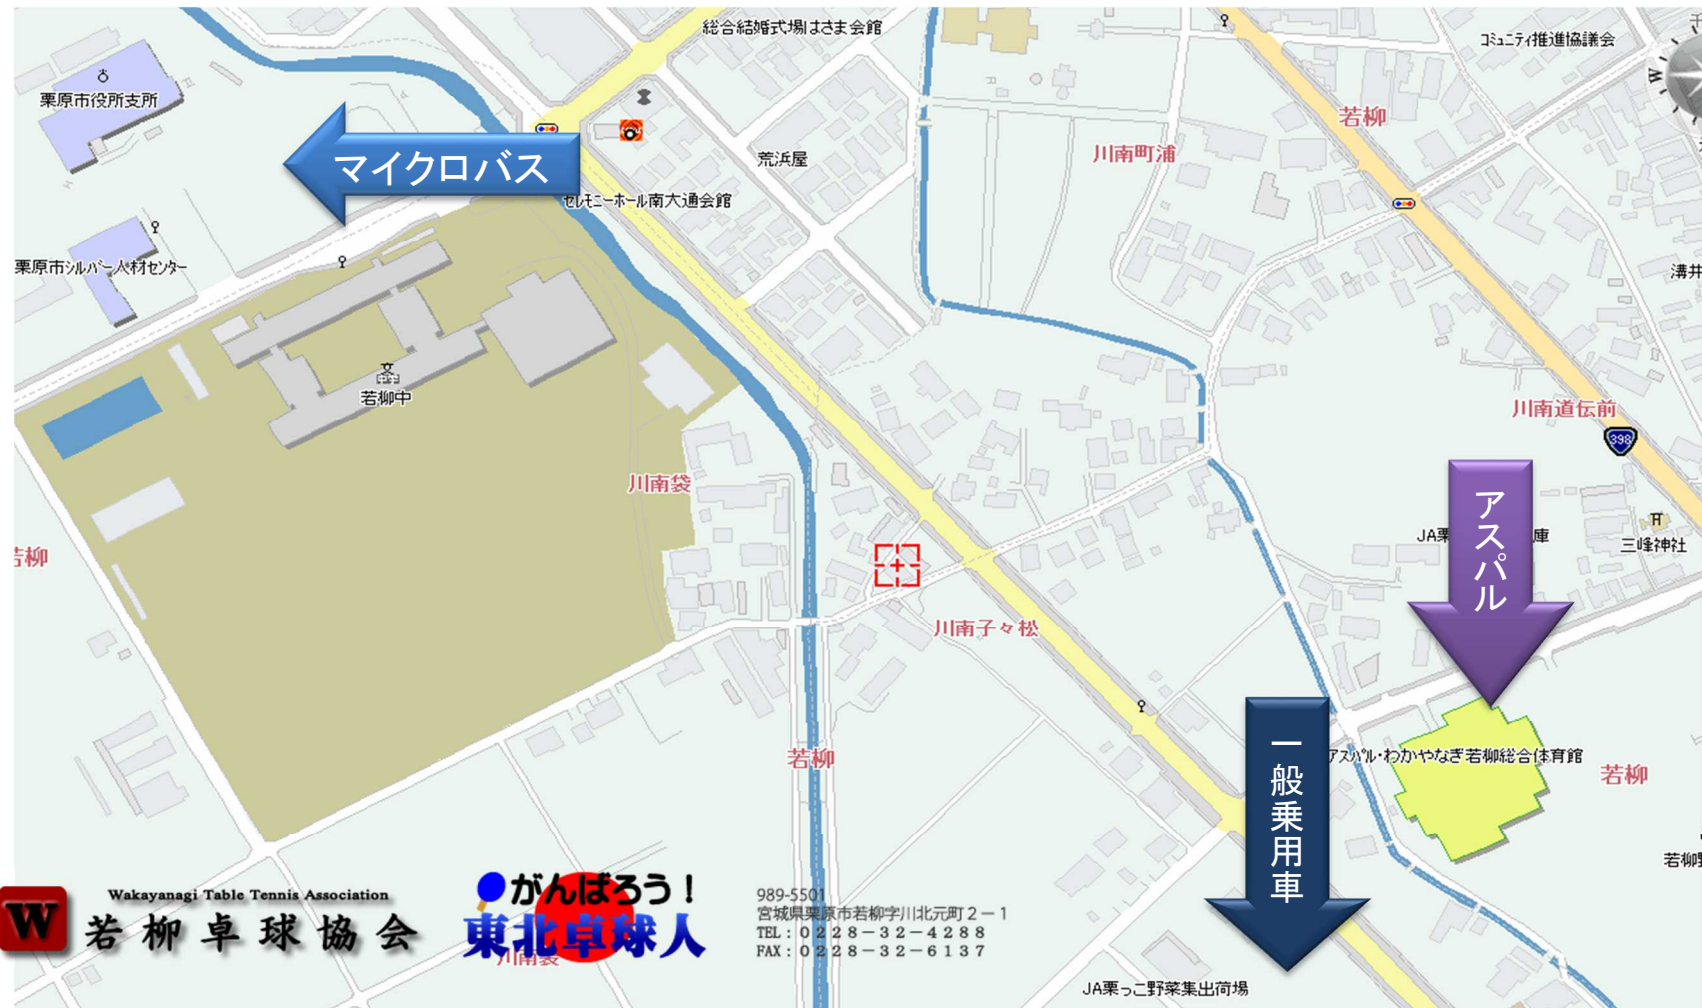 総合結婚式場はさま会館
コミュニティ推進協議会
W
栗原市役所支所
若柳
マイクロバス
荒浜屋
川南町浦
セレモニーホール南大通会館
栗原市シルバー人材センター
溝井
若柳中
川南道伝前
398
川南袋
アスパル
JA栗
庫
三峰神社
柳
川南子々松
一般乗用車
アスパル・わかやなぎ若柳総合体育館
若柳
若柳
若柳野
W
Wakayanagi Table Tennis Association
若柳卓球協会
がんばろう!
東北卓球人
川南袋
989-5501
宮城県栗原市若柳字川北元町2-1
TEL:0228-32-4288
FAX:0228-32-6137
JA栗っこ野菜集出荷場